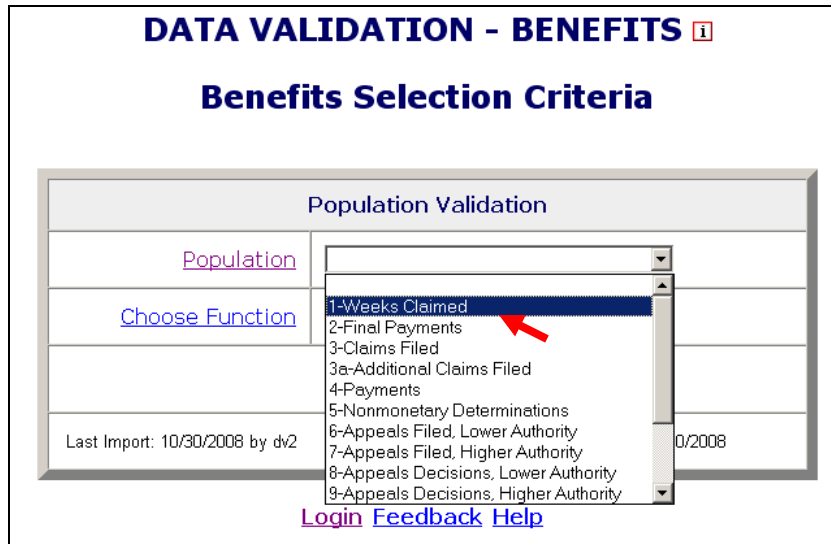 DATA VALIDATION - BENEFITS i
Benefits Selection Criteria
Population Validation
Population
Choose Function
1-Weeks Claimed
2-Final Payments
3-Claims Filed
3a-Additional Claims Filed
4-Payments
5-Nonmonetary Determinations
6-Appeals Filed, Lower Authority
7-Appeals Filed, Higher Authority
8-Appeals Decisions, Lower Authority
9-Appeals Decisions, Higher Authority
Last Import: 10/30/2008 by dv2 0/2008
Login Feedback Help